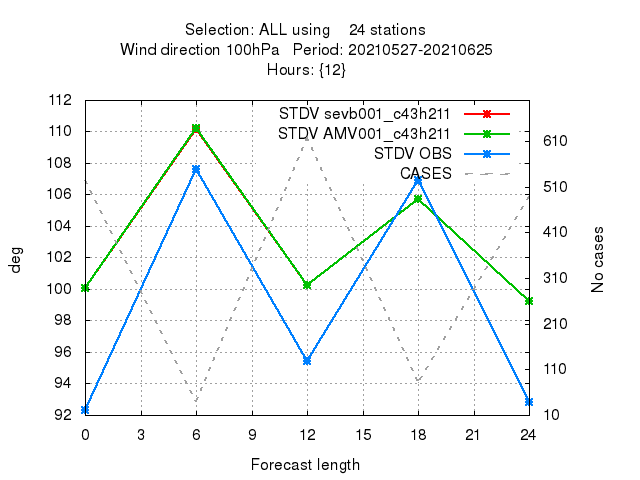 Selection: ALL using    24 stations
Wind direction 100hPa   Period: 20210527-20210625
Hours: {12}
STDV sevb001_c43h211
STDV AMV001_c43h211
STDV OBS
CASES
112
110
108
106
104
102
100
98
96
94
92
deg
610
510
410
310
210
110
10
No cases
0 3 6 9 12 15 18 21 24
Forecast length